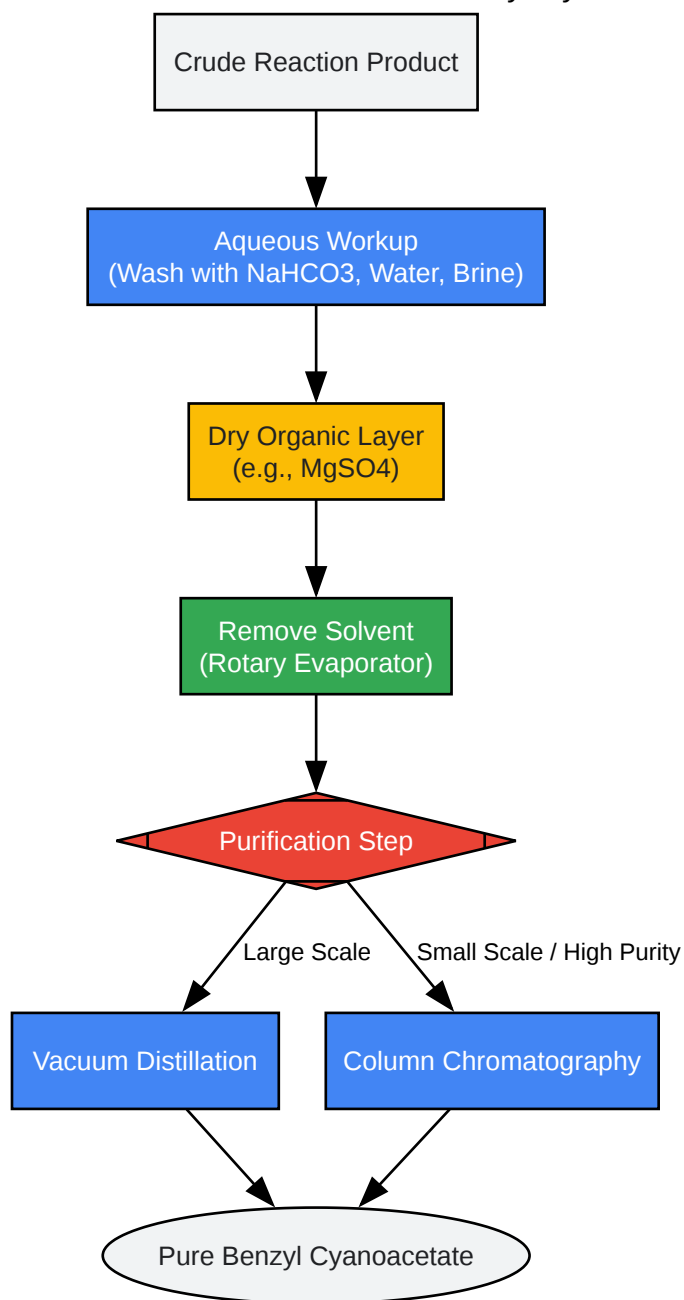 Crude Reaction Product
Aqueous Workup
(Wash with NaHCO3, Water, Brine)
Dry Organic Layer
(e.g., MgSO4)
Remove Solvent
(Rotary Evaporator)
Purification Step
Large Scale
Small Scale / High Purity
Vacuum Distillation
Column Chromatography
Pure Benzyl Cyanoacetate